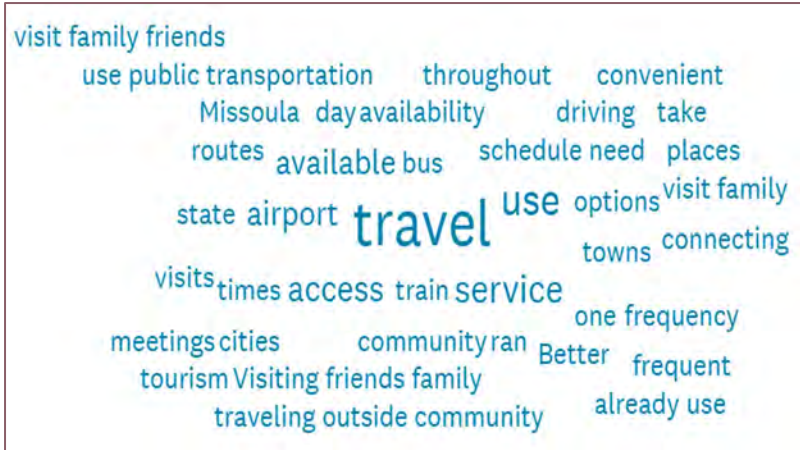 visit family friends
use public transportation throughout convenient
Missoula day availability driving take
routes available bus schedule need places
state airport travel use options visit family
towns connecting
visits times access train service
one frequency
meetings cities community ran Better frequent
tourism Visiting friends family
traveling outside community already use